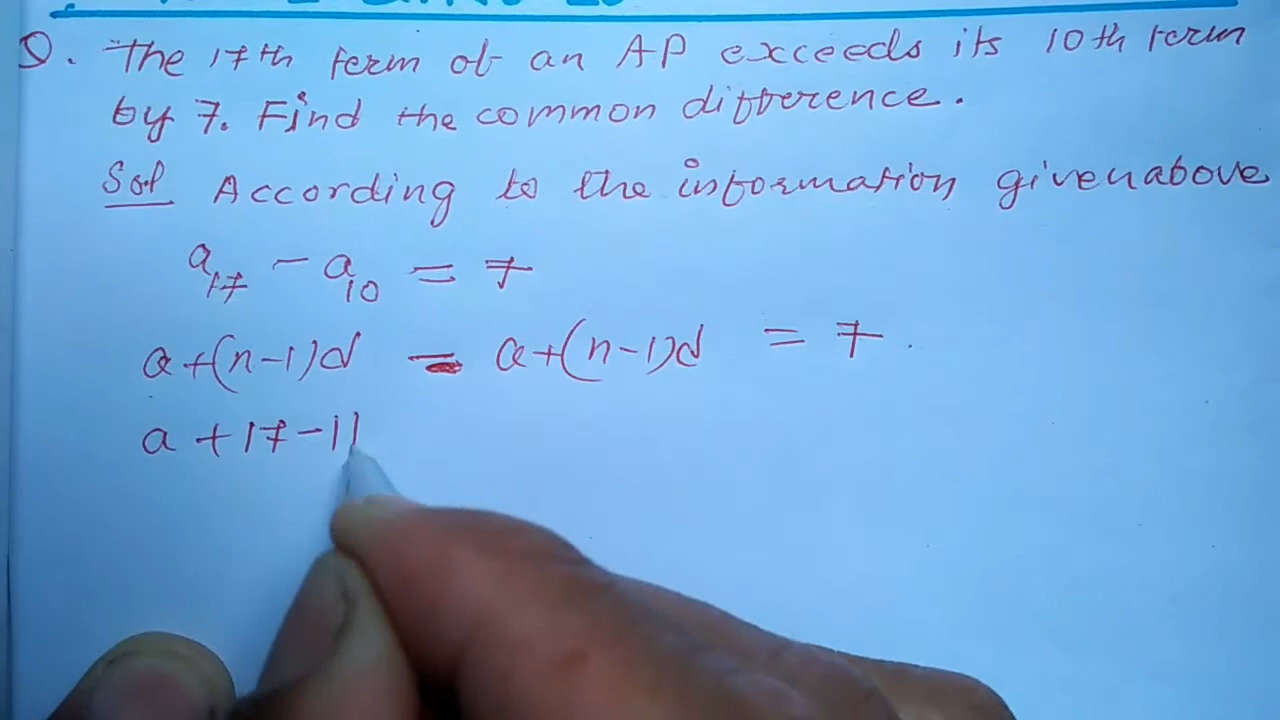 Q. The 17th term of an AP exceeds its 10th term
by 7. Find the common difference.
Sol According to the information given above
a17 - a10 = 7
a+(n-1)d - a+(n-1)d = 7.
a+17-1